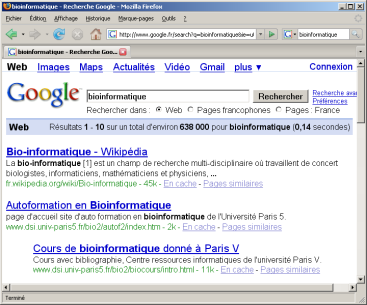 bioinformatique - Recherche Google - Mozilla Firefox
Fichier Édition Affichage Historique Marque-pages Outils ?
http://www.google.fr/search?q=bioinformatique&ie=ul bioinformatique
bioinformatique - Recherche Goo...
Web Images Maps Actualités Vidéo Gmail plus ▼ Connexion
Google bioinformatique Rechercher Recherche avan
Préférences
Rechercher dans : Web Pages francophones Pages : France
Web Résultats 1 - 10 sur un total d'environ 638 000 pour bioinformatique (0,14 secondes)
Bio-informatique - Wikipédia
La bio-informatique [1] est un champ de recherche multi-disciplinaire où travaillent de concert
biologistes, informaticiens, mathématiciens et physiciens, ...
fr.wikipedia.org/wiki/Bio-informatique - 45k - En cache - Pages similaires
Autoformation en Bioinformatique
page d'accueil site d'auto formation en bioinformatique de l'Université Paris 5.
www.dsi.univ-paris5.fr/bio2/autof2/index.htm - 2k - En cache - Pages similaires
Cours de bioinformatique donné à Paris V
Cours avec bibliographie, Centre ressources informatiques de l'université Paris V.
www.dsi.univ-paris5.fr/bio2/biocours/intro.html - 11k - En cache - Pages similaires
Terminé